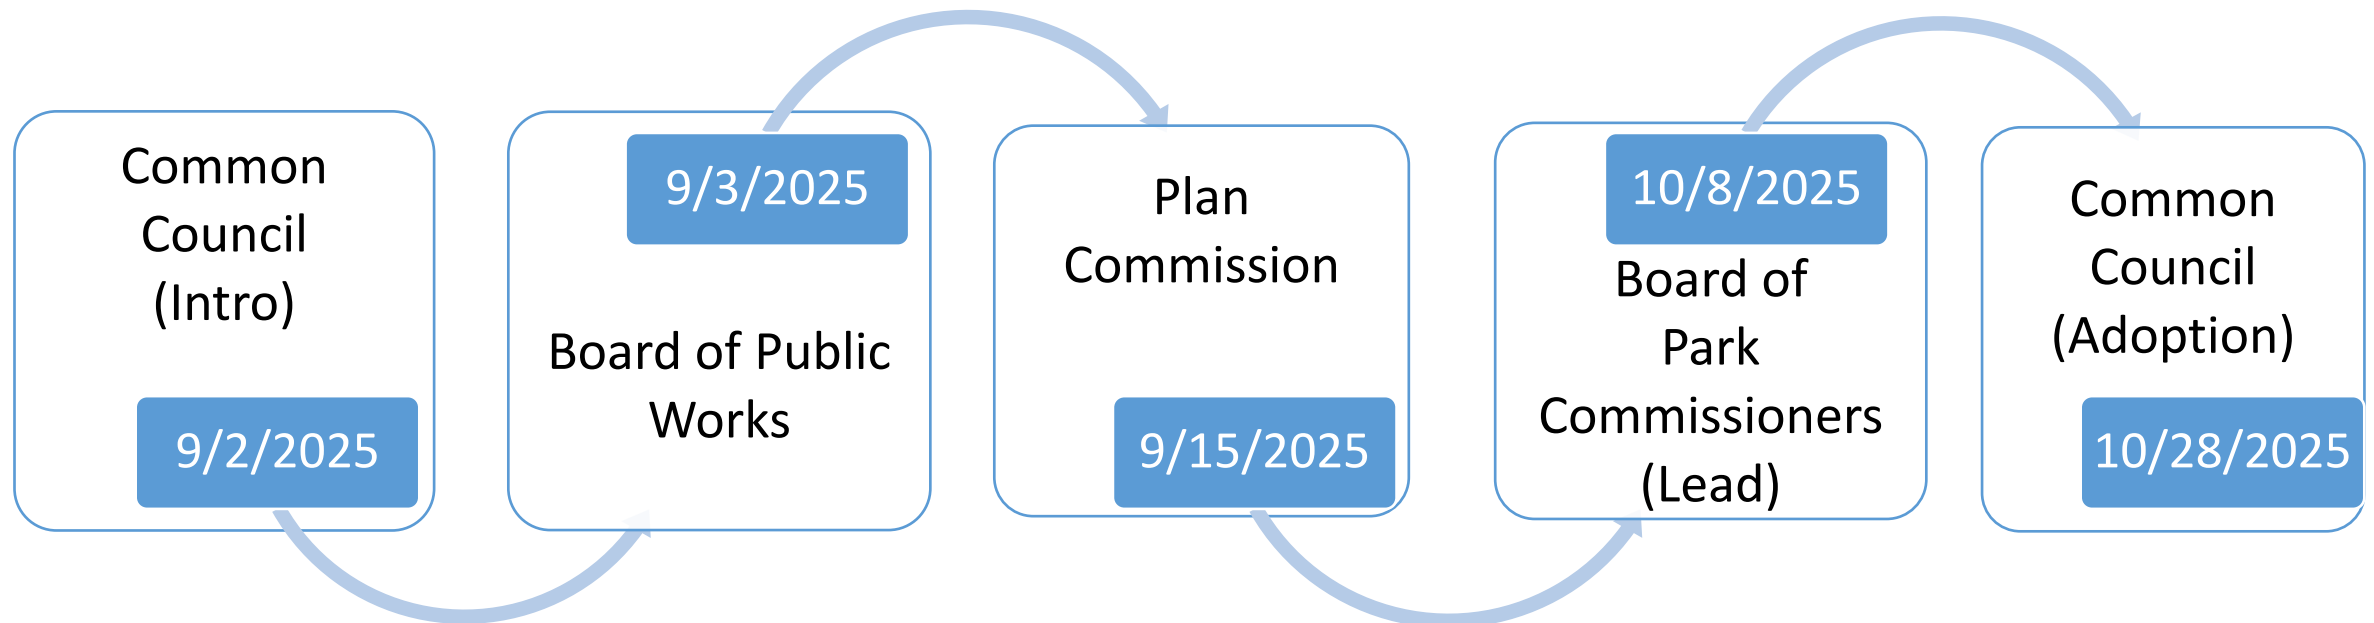 Common
Council
(Intro)
9/2/2025
9/3/2025
Board of Public
Works
Plan
Commission
9/15/2025
10/8/2025
Board of
Park
Commissioners
(Lead)
Common
Council
(Adoption)
10/28/2025